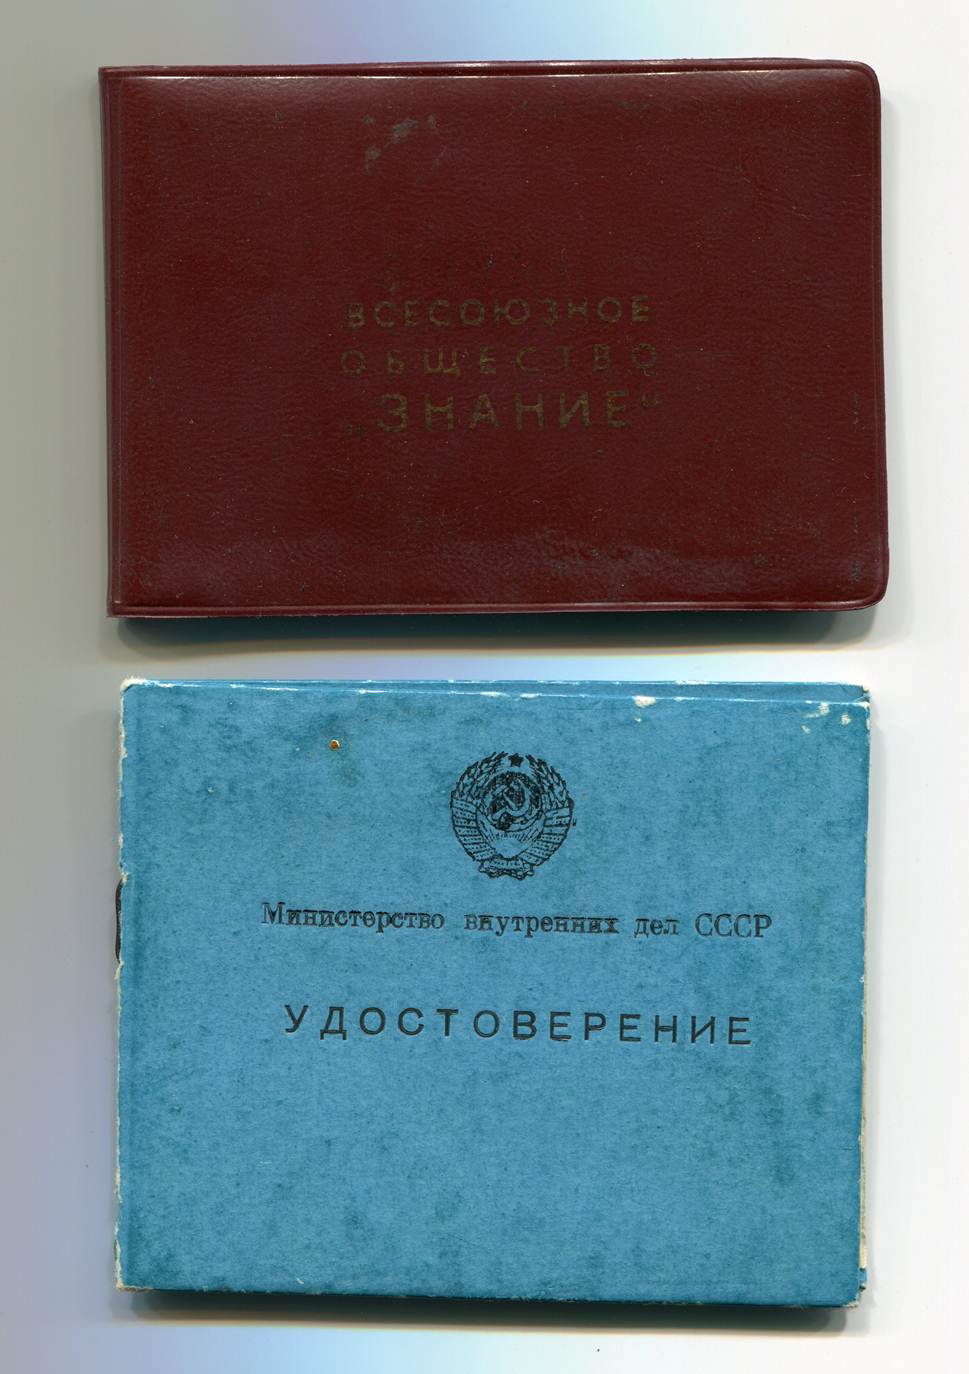 ВСЕСОЮЗНОЕ
ОБЩЕСТВО
„ЗНАНИЕ“
Министерство внутренних дел СССР
УДОСТОВЕРЕНИЕ